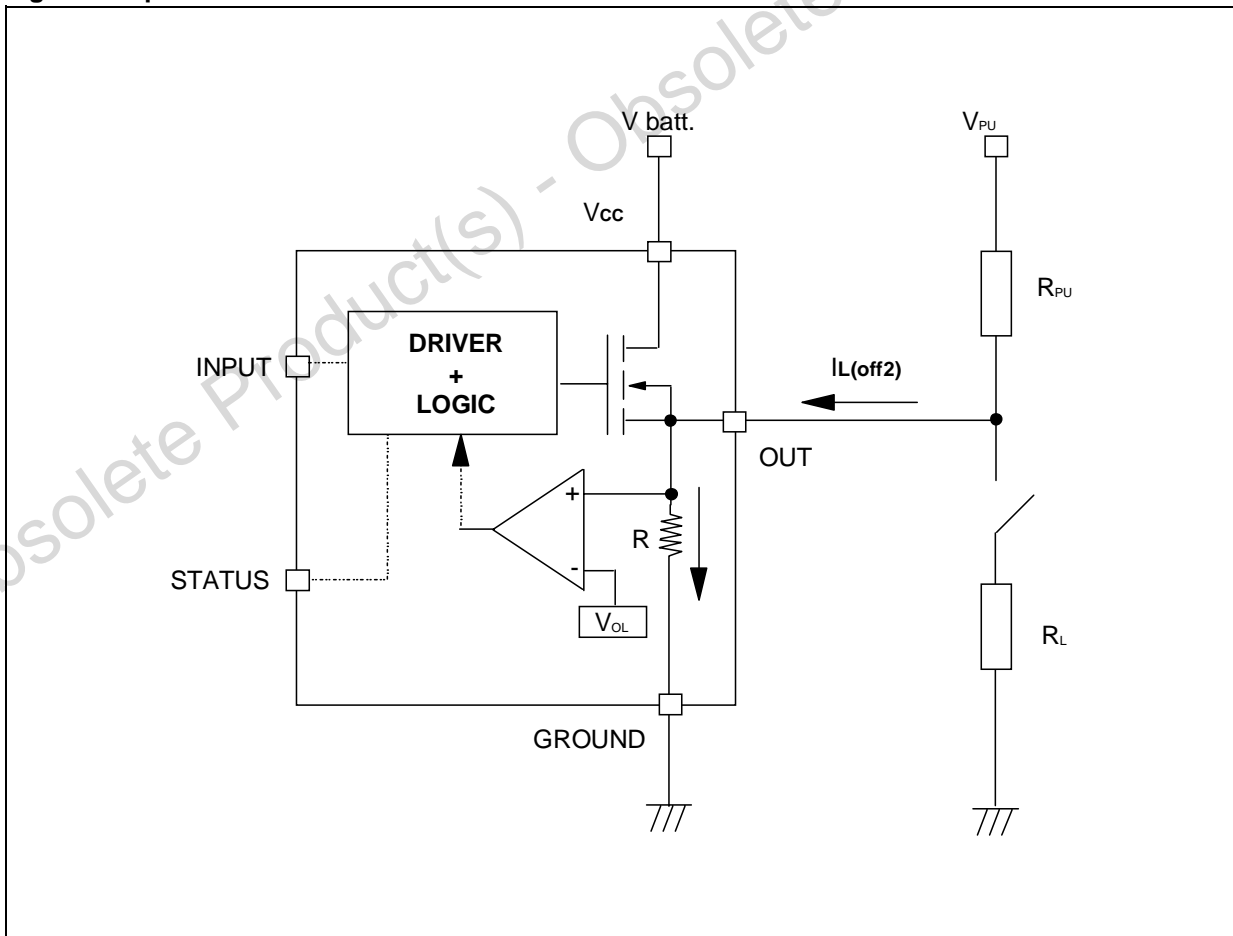 Obsolete Product(s) - Obsolete
V batt.
VPU
Vcc
RPU
DRIVER
+
LOGIC
INPUT
IL(off2)
OUT
+
R
-
STATUS
VOL
RL
GROUND